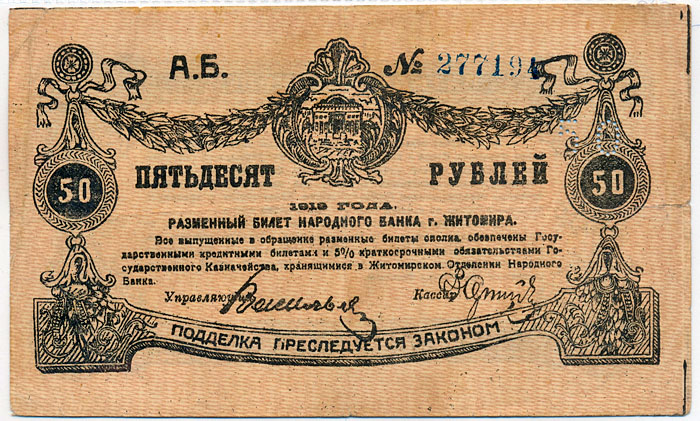 А.Б. № 277194
ПЯТЬДЕСЯТ РУБЛЕЙ
50 50
1919 ГОДА.
РАЗМЕННЫЙ БИЛЕТ НАРОДНОГО БАНКА г. ЖИТОМИРА.
Все выпущенные в обращение разменные билеты сполна обеспечены Госу-
дарственными кредитными билетами и 5% краткосрочными обязательствами Го-
сударственного Казначейства, хранящимися в Житомирском Отделении Народного
Банка.
Управляющий Кассир
ПОДДЕЛКА ПРЕСЛЕДУЕТСЯ ЗАКОНОМ